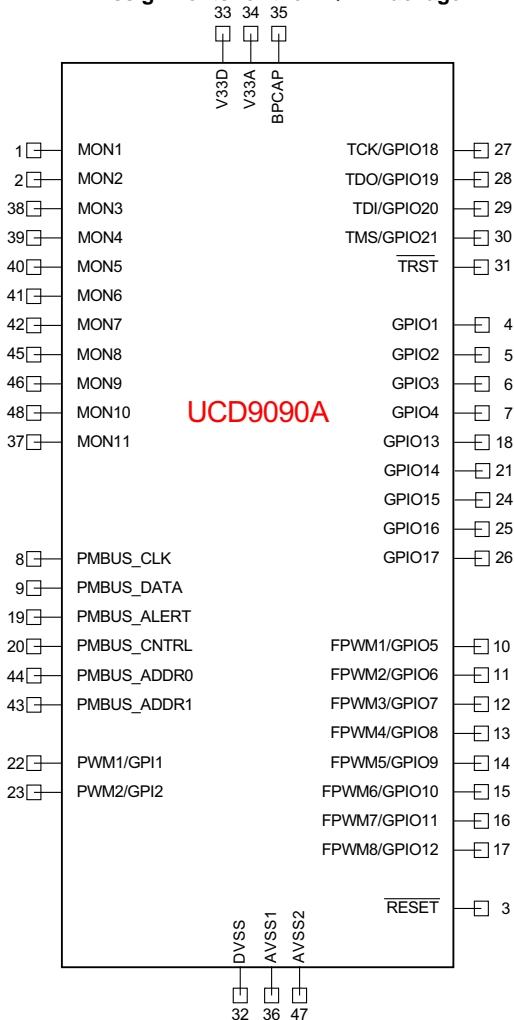 33 34 35
V33D V33A BPCAP
1 MON1 TCK/GPIO18 27
2 MON2 TDO/GPIO19 28
38 MON3 TDI/GPIO20 29
39 MON4 TMS/GPIO21 30
40 MON5 TRST 31
41 MON6
42 MON7 GPIO1 4
45 MON8 GPIO2 5
46 MON9 GPIO3 6
48 MON10 UCD9090A GPIO4 7
37 MON11 GPIO13 18
GPIO14 21
GPIO15 24
GPIO16 25
8 PMBUS_CLK GPIO17 26
9 PMBUS_DATA
19 PMBUS_ALERT
20 PMBUS_CNTRL FPWM1/GPIO5 10
44 PMBUS_ADDR0 FPWM2/GPIO6 11
43 PMBUS_ADDR1 FPWM3/GPIO7 12
FPWM4/GPIO8 13
22 PWM1/GPI1 FPWM5/GPIO9 14
23 PWM2/GPI2 FPWM6/GPIO10 15
FPWM7/GPIO11 16
FPWM8/GPIO12 17
RESET 3
DVSS AVSS1 AVSS2
32 36 47